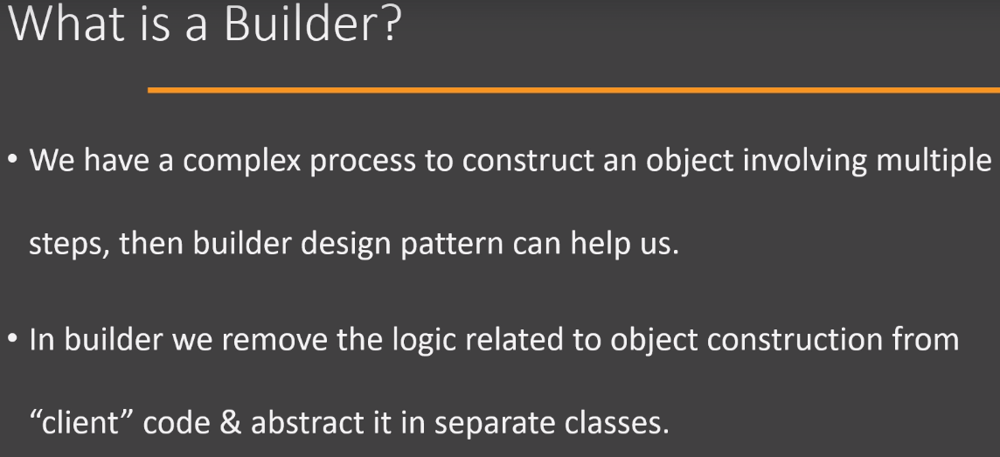 What is a Builder?
• We have a complex process to construct an object involving multiple
steps, then builder design pattern can help us.
• In builder we remove the logic related to object construction from
“client” code & abstract it in separate classes.